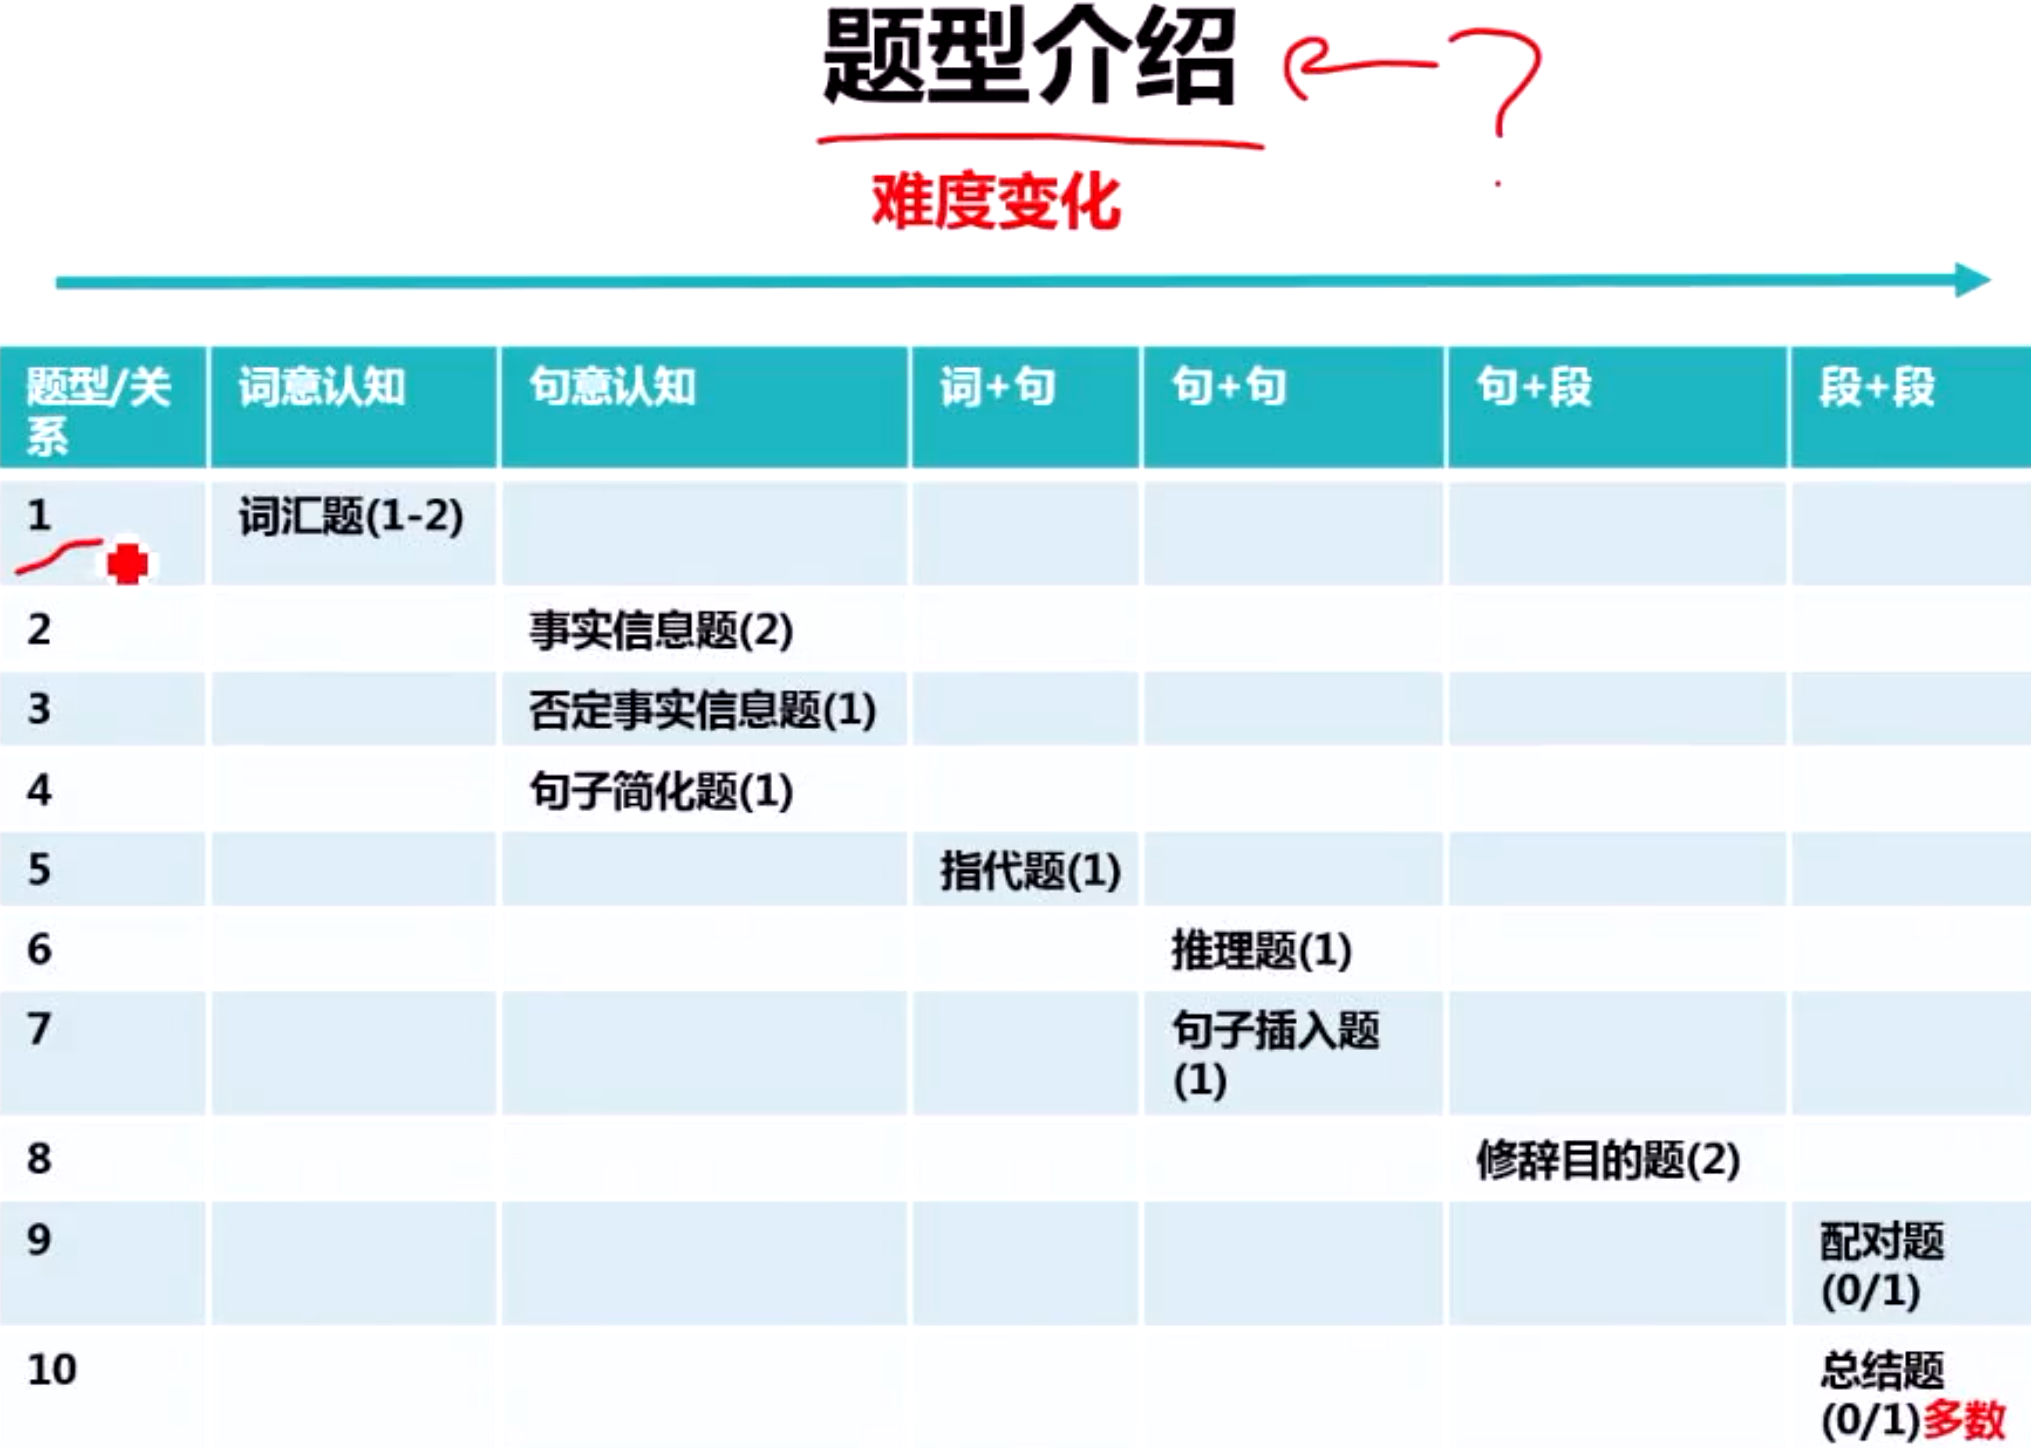 题型介绍
难度变化
题型/关系 词意认知 句意认知 词+句 句+句 句+段 段+段
1 词汇题(1-2)
2 事实信息题(2)
3 否定事实信息题(1)
4 句子简化题(1)
5 指代题(1)
6 推理题(1)
7 句子插入题
(1)
8 修辞目的题(2)
9 配对题
(0/1)
10 总结题
(0/1)多数